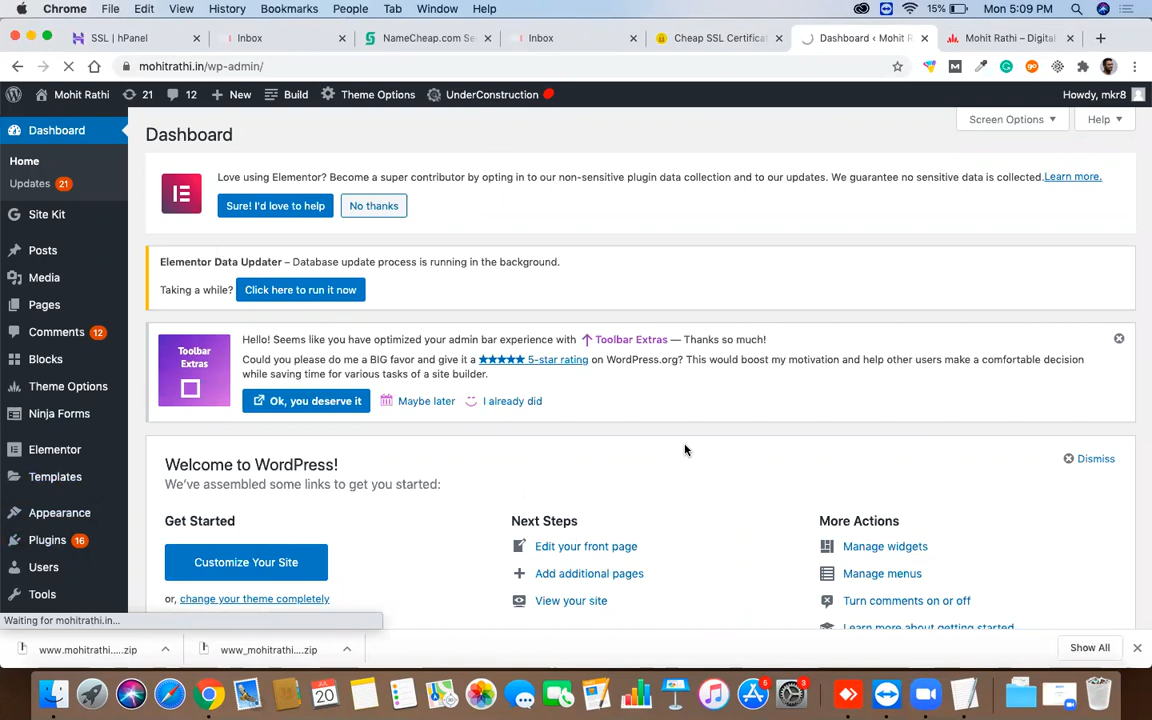 Chrome File Edit View History Bookmarks People Tab Window Help 15% Mon 5:09 PM
SSL | hPanel Inbox NameCheap.com Se Inbox Cheap SSL Certificat Dashboard ‹ Mohit R Mohit Rathi – Digital
mohitrathi.in/wp-admin/
Mohit Rathi 21 12 New Build Theme Options UnderConstruction Howdy, mkr8
Dashboard
Home
Updates 21
Site Kit
Posts
Media
Pages
Comments 12
Blocks
Theme Options
Ninja Forms
Elementor
Templates
Appearance
Plugins 16
Users
Tools
Screen Options Help
Dashboard
Love using Elementor? Become a super contributor by opting in to our non-sensitive plugin data collection and to our updates. We guarantee no sensitive data is collected. Learn more.
Sure! I'd love to help No thanks
Elementor Data Updater – Database update process is running in the background.
Taking a while? Click here to run it now
Toolbar
Extras
Hello! Seems like you have optimized your admin bar experience with Toolbar Extras — Thanks so much!
Could you please do me a BIG favor and give it a ★★★★★ 5-star rating on WordPress.org? This would boost my motivation and help other users make a comfortable decision
while saving time for various tasks of a site builder.
Ok, you deserve it Maybe later I already did
Welcome to WordPress! Dismiss
We've assembled some links to get you started:
Get Started
Customize Your Site
or, change your theme completely
Next Steps
Edit your front page
Add additional pages
View your site
More Actions
Manage widgets
Manage menus
Turn comments on or off
Learn more about getting started
Waiting for mohitrathi.in...
www.mohitrathi.....zip www_mohitrathi....zip Show All
JUN
20
5
3